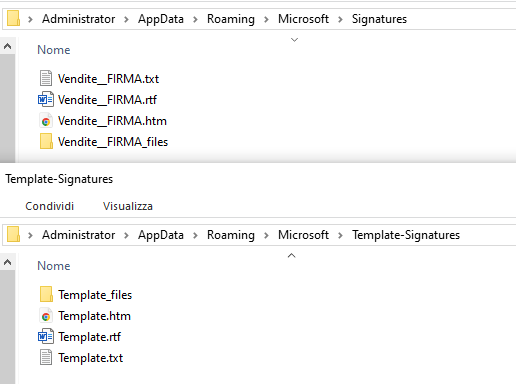 Administrator > AppData > Roaming > Microsoft > Signatures
Nome
Vendite__FIRMA.txt
Vendite__FIRMA.rtf
Vendite__FIRMA.htm
Vendite__FIRMA_files
Template-Signatures
Condividi Visualizza
Administrator > AppData > Roaming > Microsoft > Template-Signatures
Nome
Template_files
Template.htm
Template.rtf
Template.txt